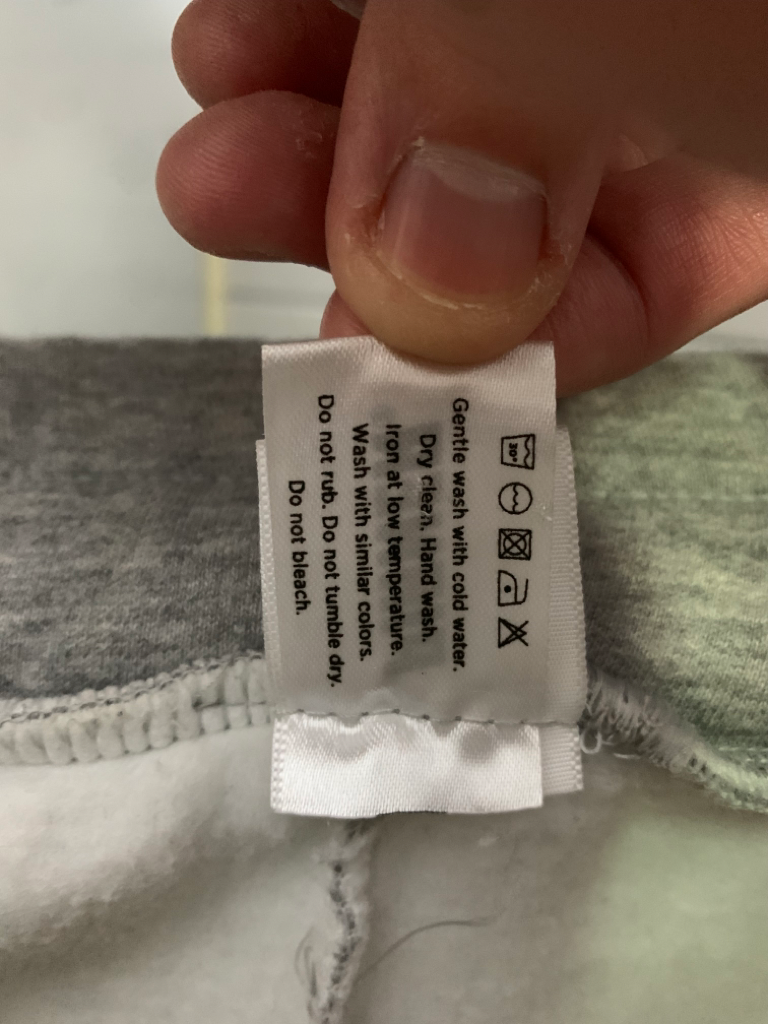 30°
Gentle wash with cold water.
Dry clean. Hand wash.
Iron at low temperature.
Wash with similar colors.
Do not rub. Do not tumble dry.
Do not bleach.